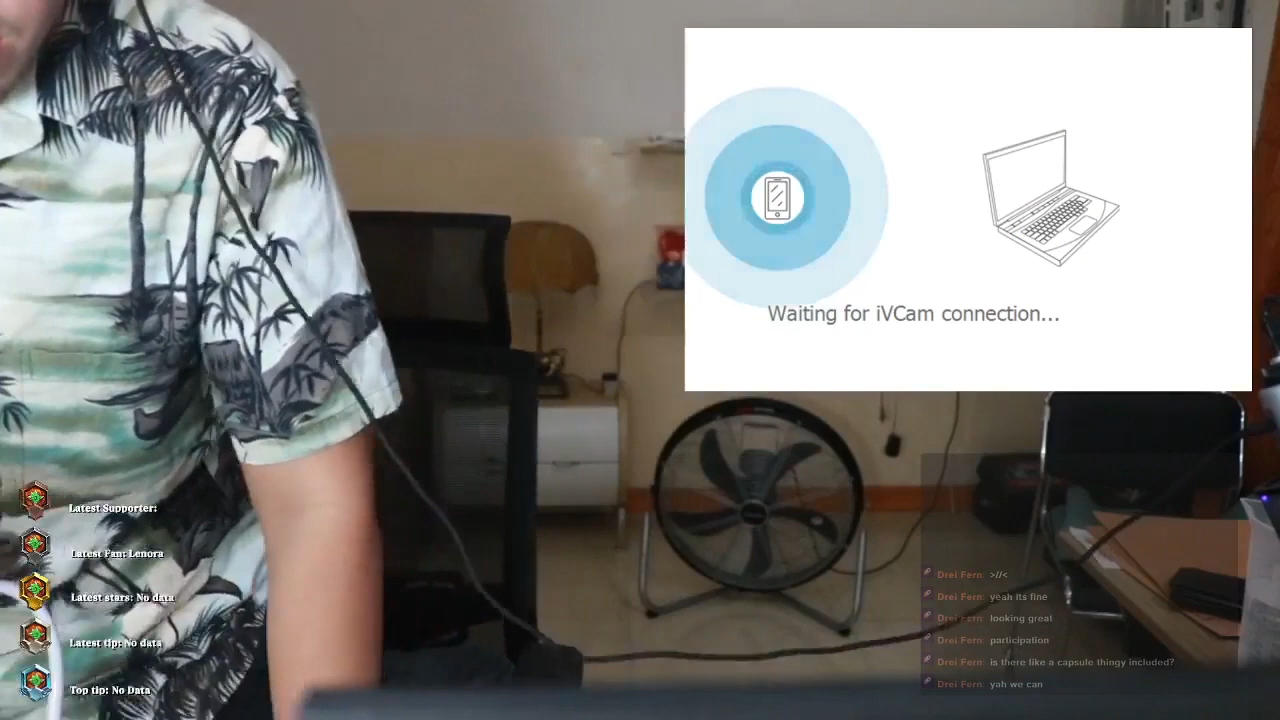 Waiting for iVCam connection...
Latest Supporter:
Latest Fan: Lenora
Latest stars: No data
Latest tip: No data
Top tip: No Data
Drei Fern: >//<
Drei Fern: yeah its fine
Drei Fern: looking great
Drei Fern: participation
Drei Fern: is there like a capsule thingy included?
Drei Fern: yah we can